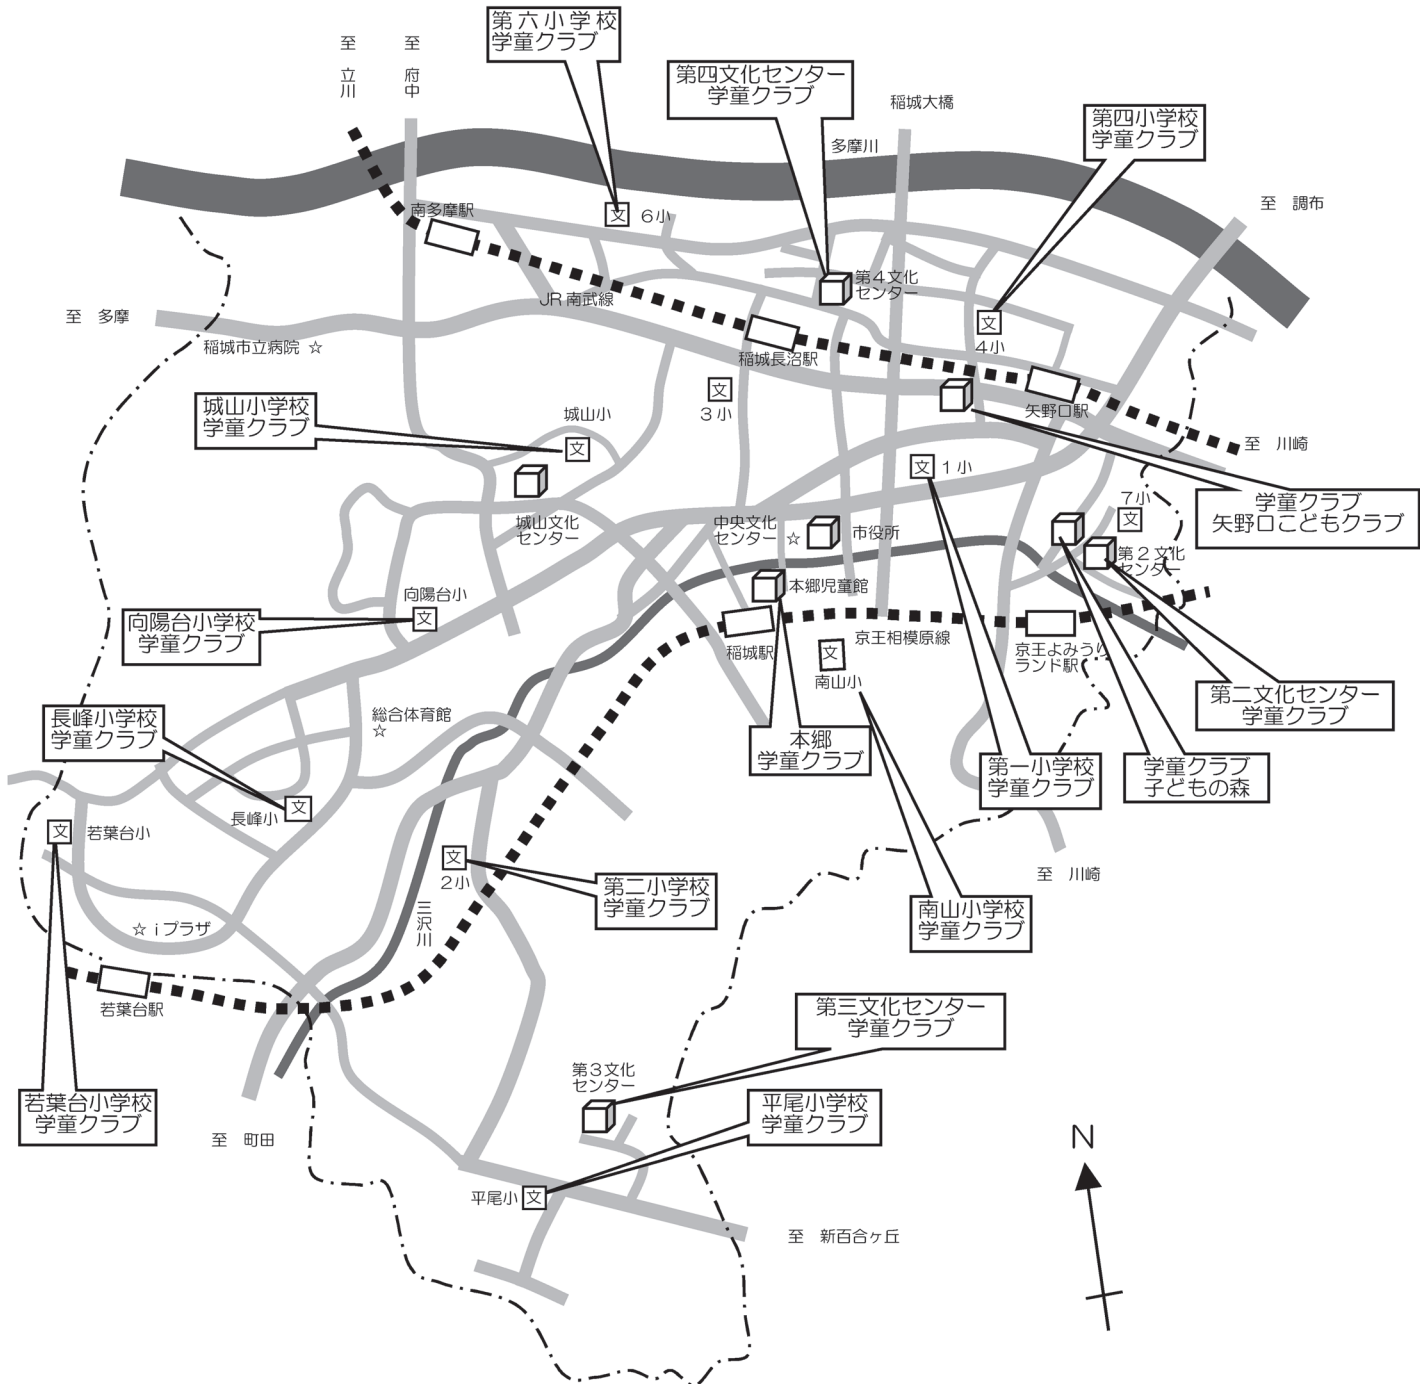 第六小学校
学童クラブ
至 立川
至 府中
第四文化センター
学童クラブ
稲城大橋
第四小学校
学童クラブ
多摩川
至 調布
南多摩駅
6小
第4文化
センター
JR南武線
至 多摩
稲城市立病院 ☆
4小
稲城長沼駅
3小
矢野口駅
城山小学校
学童クラブ
城山小
至 川崎
1小
学童クラブ
矢野口こどもクラブ
7小
城山文化
センター
中央文化
センター ☆
市役所
第2文化
センター
本郷児童館
向陽台小
向陽台小学校
学童クラブ
稲城駅
京王相模原線
京王よみうり
ランド駅
南山小
第二文化センター
学童クラブ
長峰小学校
学童クラブ
総合体育館
☆
本郷
学童クラブ
第一小学校
学童クラブ
学童クラブ
子どもの森
長峰小
若葉台小
2小
第二小学校
学童クラブ
至 川崎
南山小学校
学童クラブ
三沢川
☆ iプラザ
若葉台駅
第三文化センター
学童クラブ
第3文化
センター
若葉台小学校
学童クラブ
平尾小学校
学童クラブ
至 町田
N
平尾小
至 新百合ヶ丘
文
文
文
文
文
文
文
文
文
文
文
文